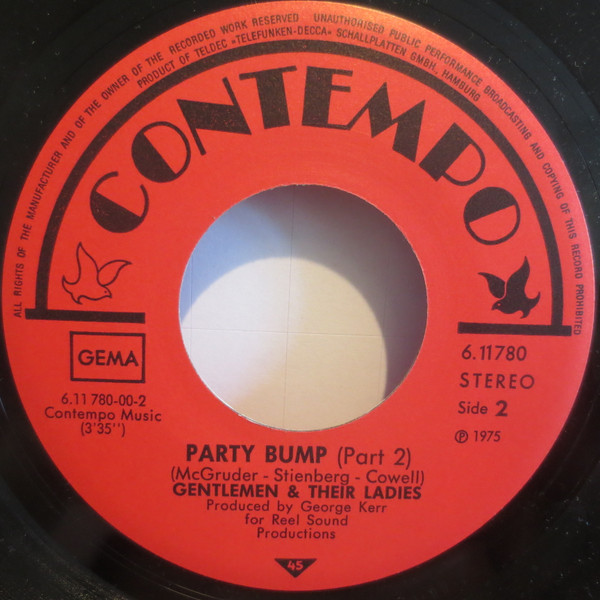 ALL RIGHTS OF THE MANUFACTURER AND OF THE OWNER OF THE RECORDED WORK RESERVED UNAUTHORISED PUBLIC PERFORMANCE BROADCASTING AND COPYING OF THIS RECORD PROHIBITED
PRODUCT OF TELDEC »TELEFUNKEN-DECCA« SCHALLPLATTEN GMBH, HAMBURG
CONTEMPO
GEMA
6.11 780-00-2
Contempo Music
(3'35'')
6.11780
STEREO
Side 2
℗ 1975
PARTY BUMP (Part 2)
(McGruder - Stienberg - Cowell)
GENTLEMEN & THEIR LADIES
Produced by George Kerr
for Reel Sound
Productions
45